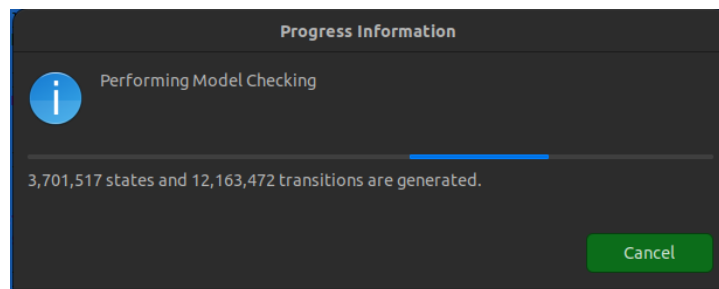 Progress Information
Performing Model Checking
3,701,517 states and 12,163,472 transitions are generated.
Cancel